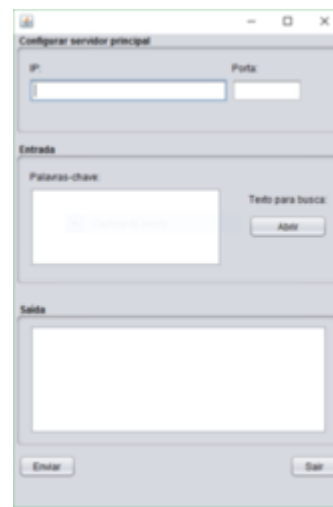 Configurar servidor principal
IP: Porta:
Entrada
Palavras-chave:
Texto para busca:
Abrir
Saída
Enviar Sair